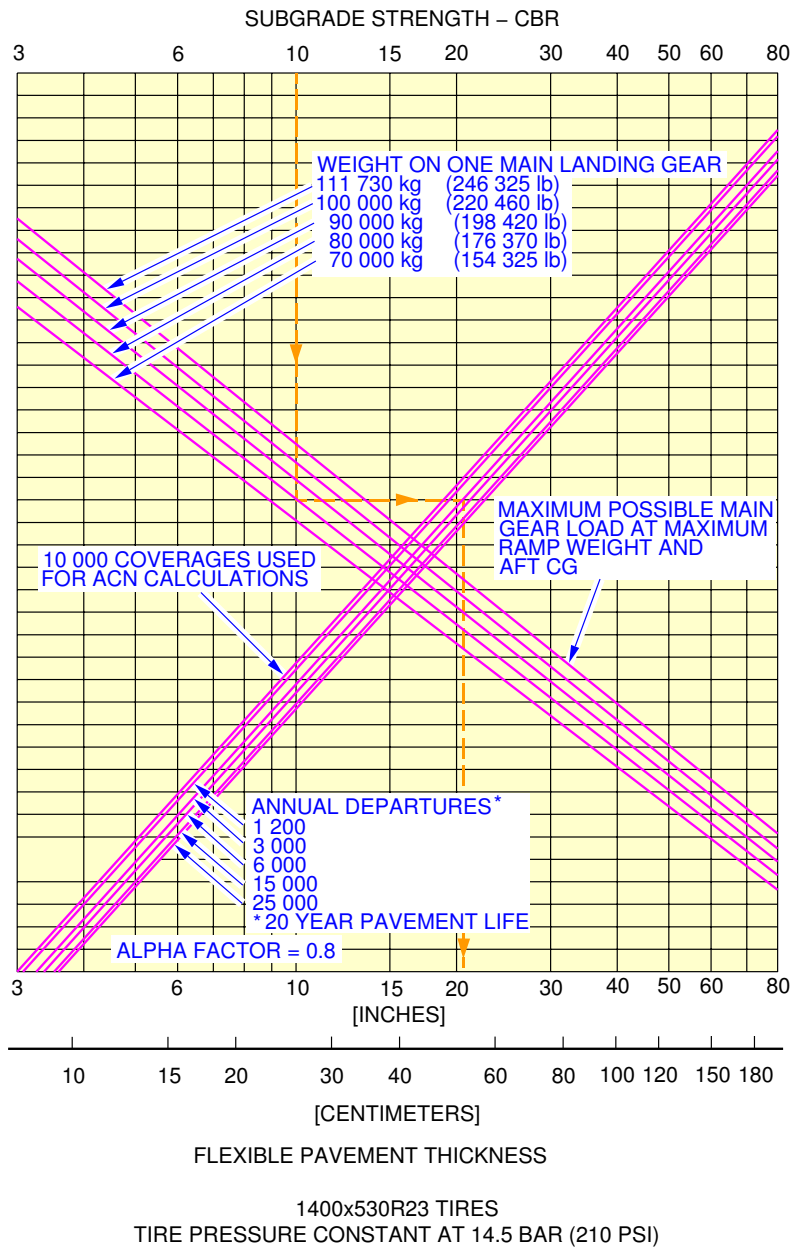 SUBGRADE STRENGTH – CBR
3 6 10 15 20 30 40 50 60 80
WEIGHT ON ONE MAIN LANDING GEAR
111 730 kg (246 325 lb)
100 000 kg (220 460 lb)
90 000 kg (198 420 lb)
80 000 kg (176 370 lb)
70 000 kg (154 325 lb)
MAXIMUM POSSIBLE MAIN
GEAR LOAD AT MAXIMUM
RAMP WEIGHT AND
AFT CG
10 000 COVERAGES USED
FOR ACN CALCULATIONS
ANNUAL DEPARTURES*
1 200
3 000
6 000
15 000
25 000
*20 YEAR PAVEMENT LIFE
ALPHA FACTOR = 0.8
3 6 10 15 20 30 40 50 60 80
[INCHES]
10 15 20 30 40 60 80 100 120 150 180
[CENTIMETERS]
FLEXIBLE PAVEMENT THICKNESS
1400x530R23 TIRES
TIRE PRESSURE CONSTANT AT 14.5 BAR (210 PSI)